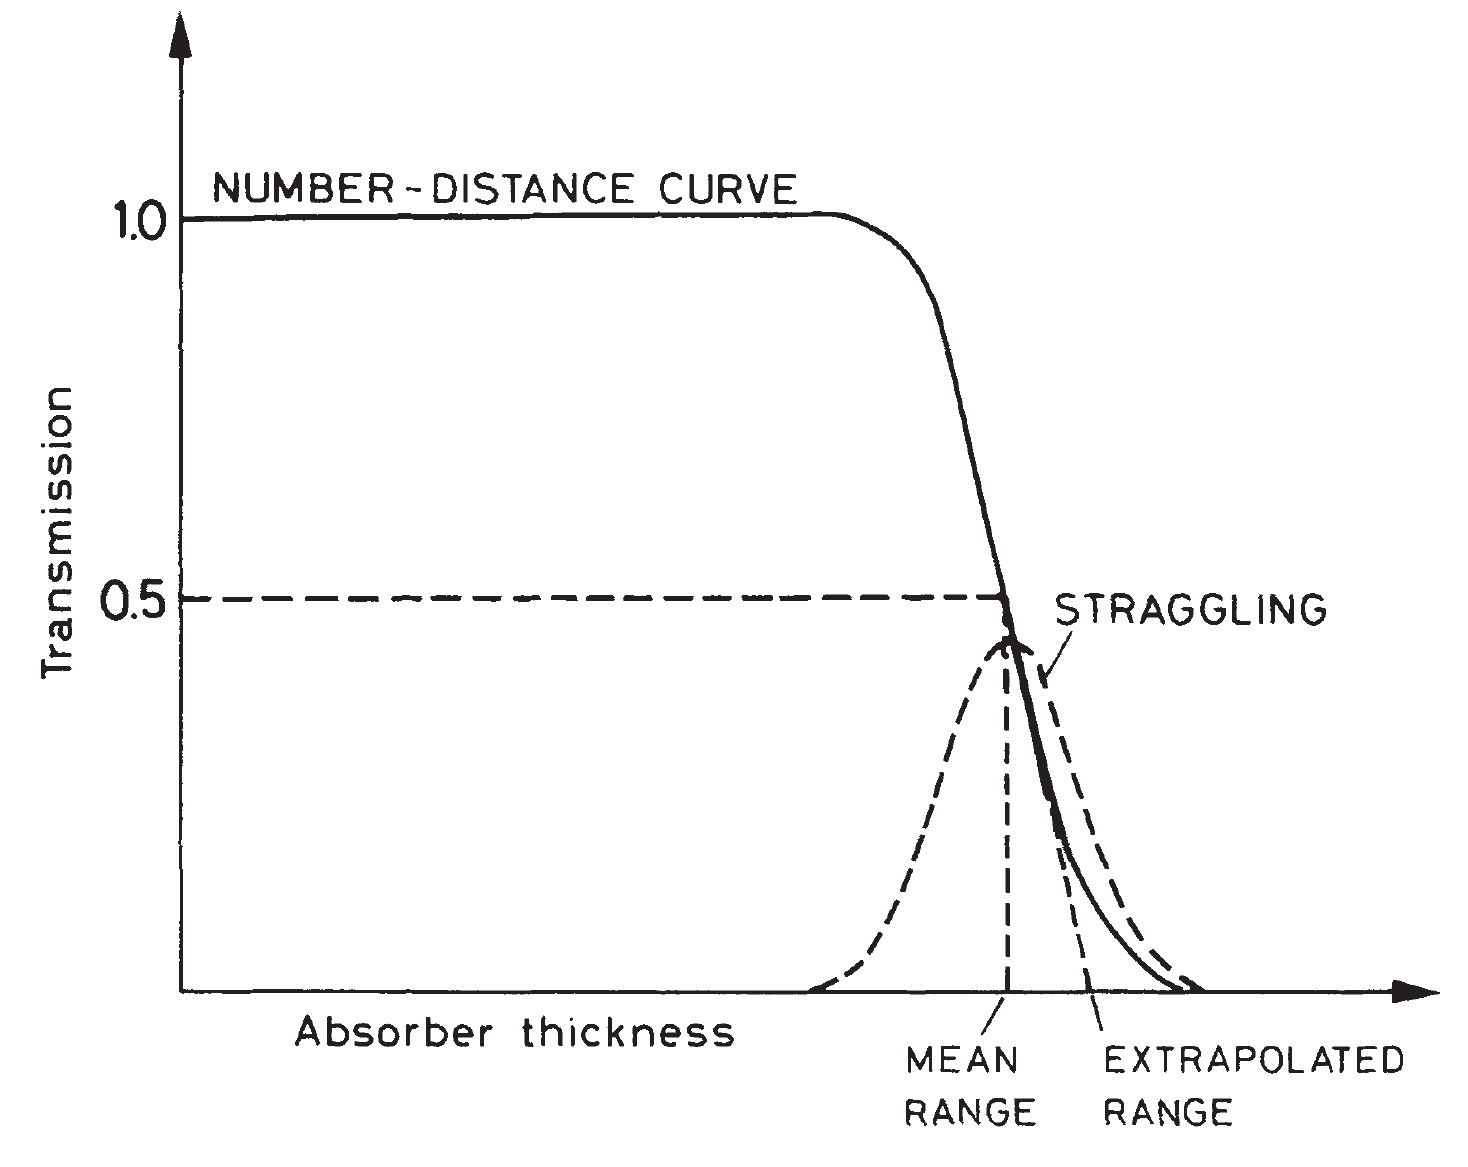 NUMBER-DISTANCE CURVE
1.0
Transmission
0.5
STRAGGLING
Absorber thickness
MEAN
RANGE
EXTRAPOLATED
RANGE